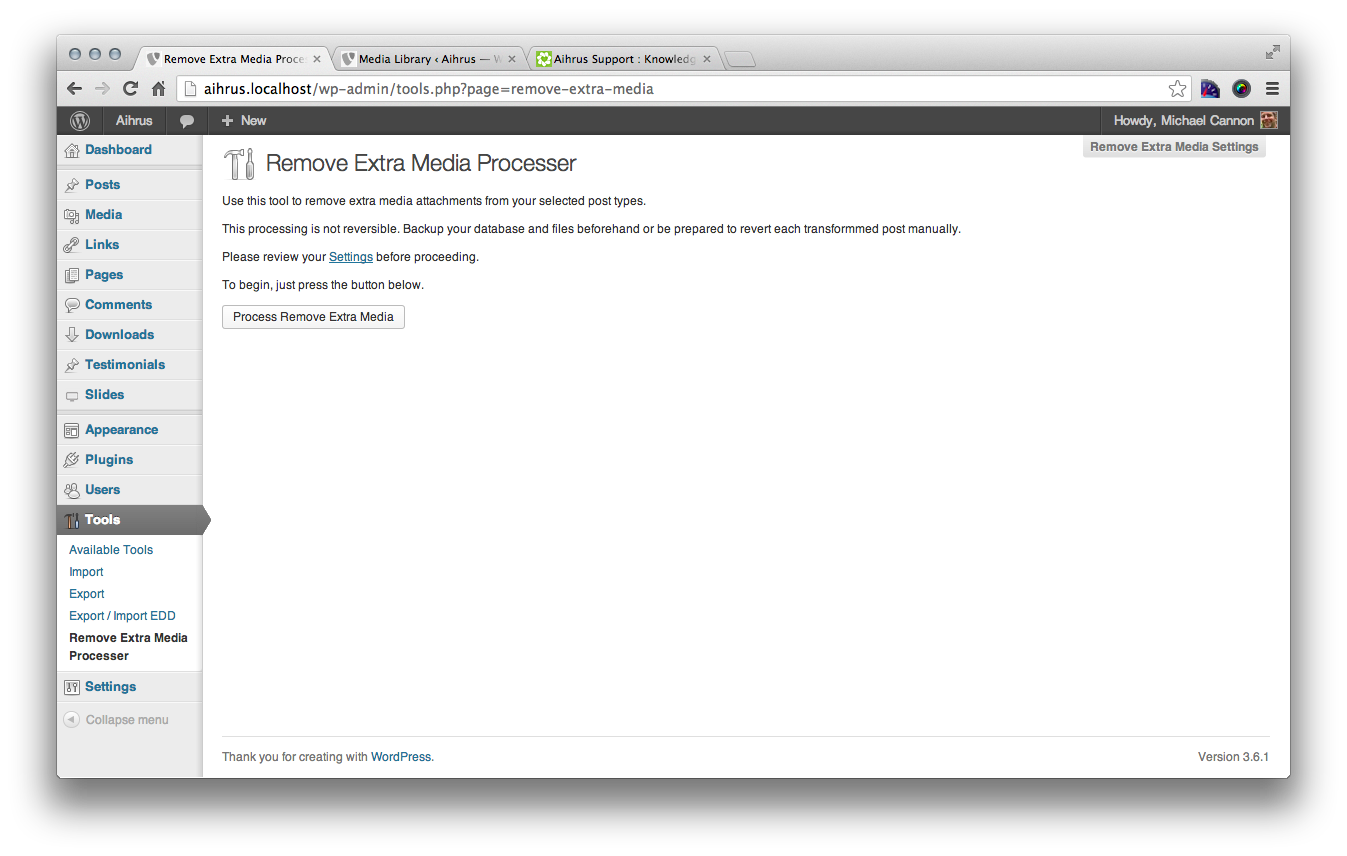 Remove Extra Media Proce
Media Library ‹ Aihrus — W
Aihrus Support : Knowledg
aihrus.localhost/wp-admin/tools.php?page=remove-extra-media
Aihrus
New
Howdy, Michael Cannon
Remove Extra Media Settings
Dashboard
Posts
Media
Links
Pages
Comments
Downloads
Testimonials
Slides
Appearance
Plugins
Users
Tools
Available Tools
Import
Export
Export / Import EDD
Remove Extra Media
Processer
Settings
Collapse menu
Remove Extra Media Processer
Use this tool to remove extra media attachments from your selected post types.
This processing is not reversible. Backup your database and files beforehand or be prepared to revert each transformmed post manually.
Please review your Settings before proceeding.
To begin, just press the button below.
Process Remove Extra Media
Thank you for creating with WordPress.
Version 3.6.1